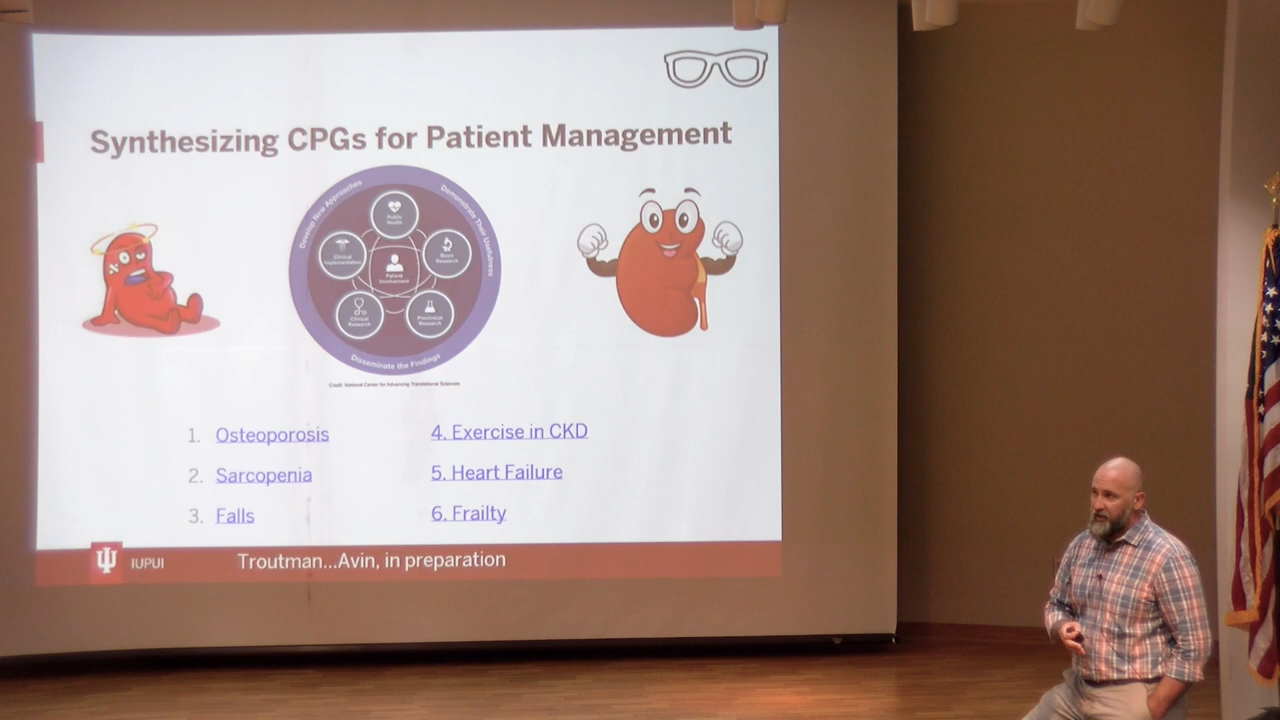 Synthesizing CPGs for Patient Management
Develop New Approaches
Demonstrate Their Usefulness
Public
Health
Clinical
Implementation
Basic
Research
Patient
Involvement
Clinical
Research
Preclinical
Research
Disseminate the Findings
Credit: National Center for Advancing Translational Sciences
1. Osteoporosis
2. Sarcopenia
3. Falls
4. Exercise in CKD
5. Heart Failure
6. Frailty
IUPUI
Troutman...Avin, in preparation